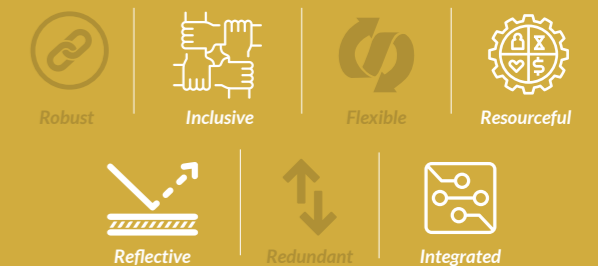 Robust
Inclusive
Flexible
Resourceful
Reflective
Redundant
Integrated